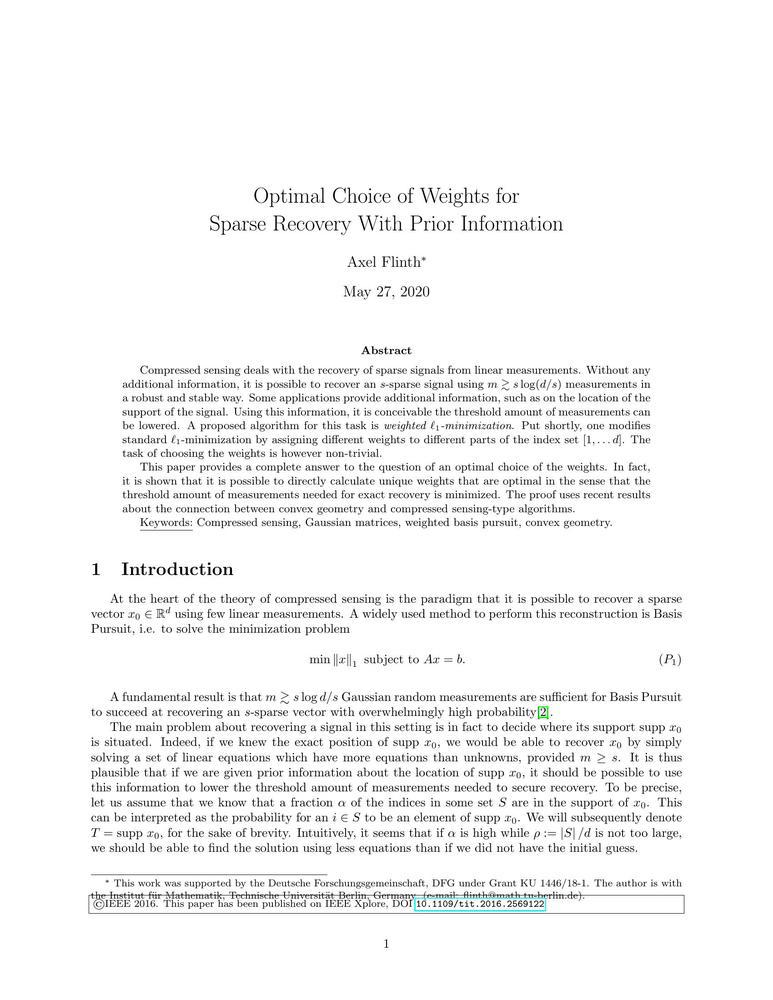 Optimal Choice of Weights for
Sparse Recovery With Prior Information
Axel Flinth*
May 27, 2020
Abstract
Compressed sensing deals with the recovery of sparse signals from linear measurements. Without any
additional information, it is possible to recover an s-sparse signal using m ≳ s log(d/s) measurements in
a robust and stable way. Some applications provide additional information, such as on the location of the
support of the signal. Using this information, it is conceivable the threshold amount of measurements can
be lowered. A proposed algorithm for this task is weighted ℓ₁-minimization. Put shortly, one modifies
standard ℓ₁-minimization by assigning different weights to different parts of the index set [1, . . . d]. The
task of choosing the weights is however non-trivial.
This paper provides a complete answer to the question of an optimal choice of the weights. In fact,
it is shown that it is possible to directly calculate unique weights that are optimal in the sense that the
threshold amount of measurements needed for exact recovery is minimized. The proof uses recent results
about the connection between convex geometry and compressed sensing-type algorithms.
Keywords: Compressed sensing, Gaussian matrices, weighted basis pursuit, convex geometry.
1 Introduction
At the heart of the theory of compressed sensing is the paradigm that it is possible to recover a sparse
vector x₀ ∈ ℝᵈ using few linear measurements. A widely used method to perform this reconstruction is Basis
Pursuit, i.e. to solve the minimization problem
min ‖x‖₁ subject to Ax = b. (P₁)
A fundamental result is that m ≳ s log d/s Gaussian random measurements are sufficient for Basis Pursuit
to succeed at recovering an s-sparse vector with overwhelmingly high probability[2].
The main problem about recovering a signal in this setting is in fact to decide where its support supp x₀
is situated. Indeed, if we knew the exact position of supp x₀, we would be able to recover x₀ by simply
solving a set of linear equations which have more equations than unknowns, provided m ≥ s. It is thus
plausible that if we are given prior information about the location of supp x₀, it should be possible to use
this information to lower the threshold amount of measurements needed to secure recovery. To be precise,
let us assume that we know that a fraction α of the indices in some set S are in the support of x₀. This
can be interpreted as the probability for an i ∈ S to be an element of supp x₀. We will subsequently denote
T = supp x₀, for the sake of brevity. Intuitively, it seems that if α is high while ρ := |S| /d is not too large,
we should be able to find the solution using less equations than if we did not have the initial guess.
* This work was supported by the Deutsche Forschungsgemeinschaft, DFG under Grant KU 1446/18-1. The author is with
the Institut für Mathematik, Technische Universität Berlin, Germany. (e-mail: flinth@math.tu-berlin.de).
©IEEE 2016. This paper has been published on IEEE Xplore, DOI 10.1109/tit.2016.2569122
1